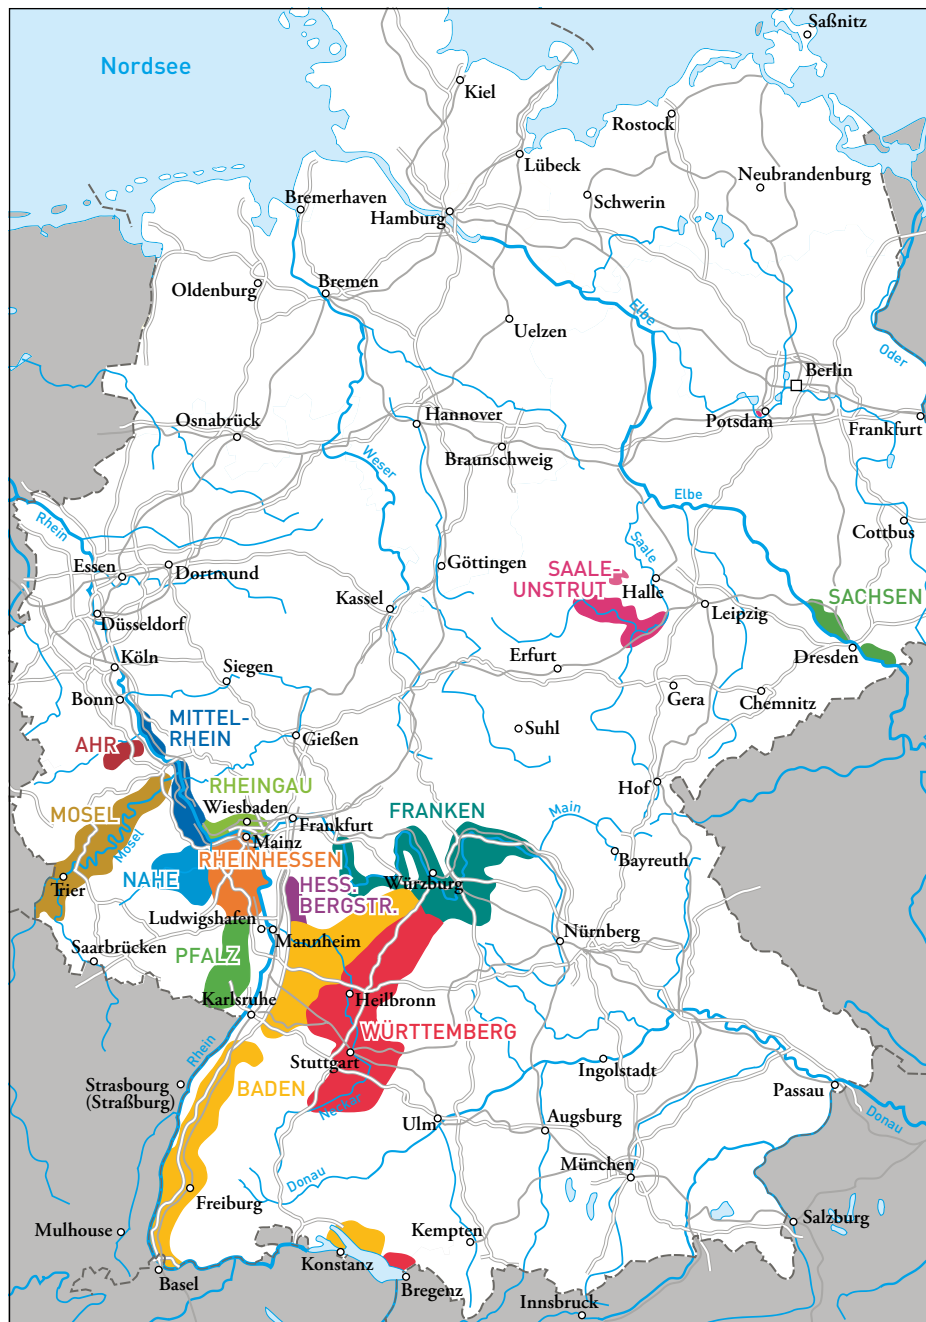 Saßnitz
Nordsee
Kiel
Rostock
Lübeck
Neubrandenburg
Bremerhaven
Schwerin
Hamburg
Oldenburg
Bremen
Elbe
Uelzen
Oder
Berlin
Osnabrück
Hannover
Potsdam
Frankfurt
Braunschweig
Weser
Elbe
Rhein
Cottbus
Saale
Essen
Dortmund
Göttingen
SAALE-
UNSTRUT
Halle
Kassel
Leipzig
SACHSEN
Düsseldorf
Köln
Siegen
Erfurt
Dresden
Bonn
Gera
Chemnitz
MITTEL-
RHEIN
Suhl
AHR
Gießen
RHEINGAU
Hof
MOSEL
Wiesbaden
Frankfurt
FRANKEN
Main
Mosel
Mainz
RHEINHESSEN
Bayreuth
NAHE
Trier
HESS.
BERGSTR.
Würzburg
Ludwigshafen
Mannheim
Nürnberg
Saarbrücken
PFALZ
Karlsruhe
Heilbronn
WÜRTTEMBERG
Rhein
Stuttgart
Ingolstadt
Strasbourg
(Straßburg)
BADEN
Passau
Neckar
Ulm
Augsburg
Donau
München
Donau
Freiburg
Mulhouse
Kempten
Salzburg
Konstanz
Basel
Bregenz
Innsbruck